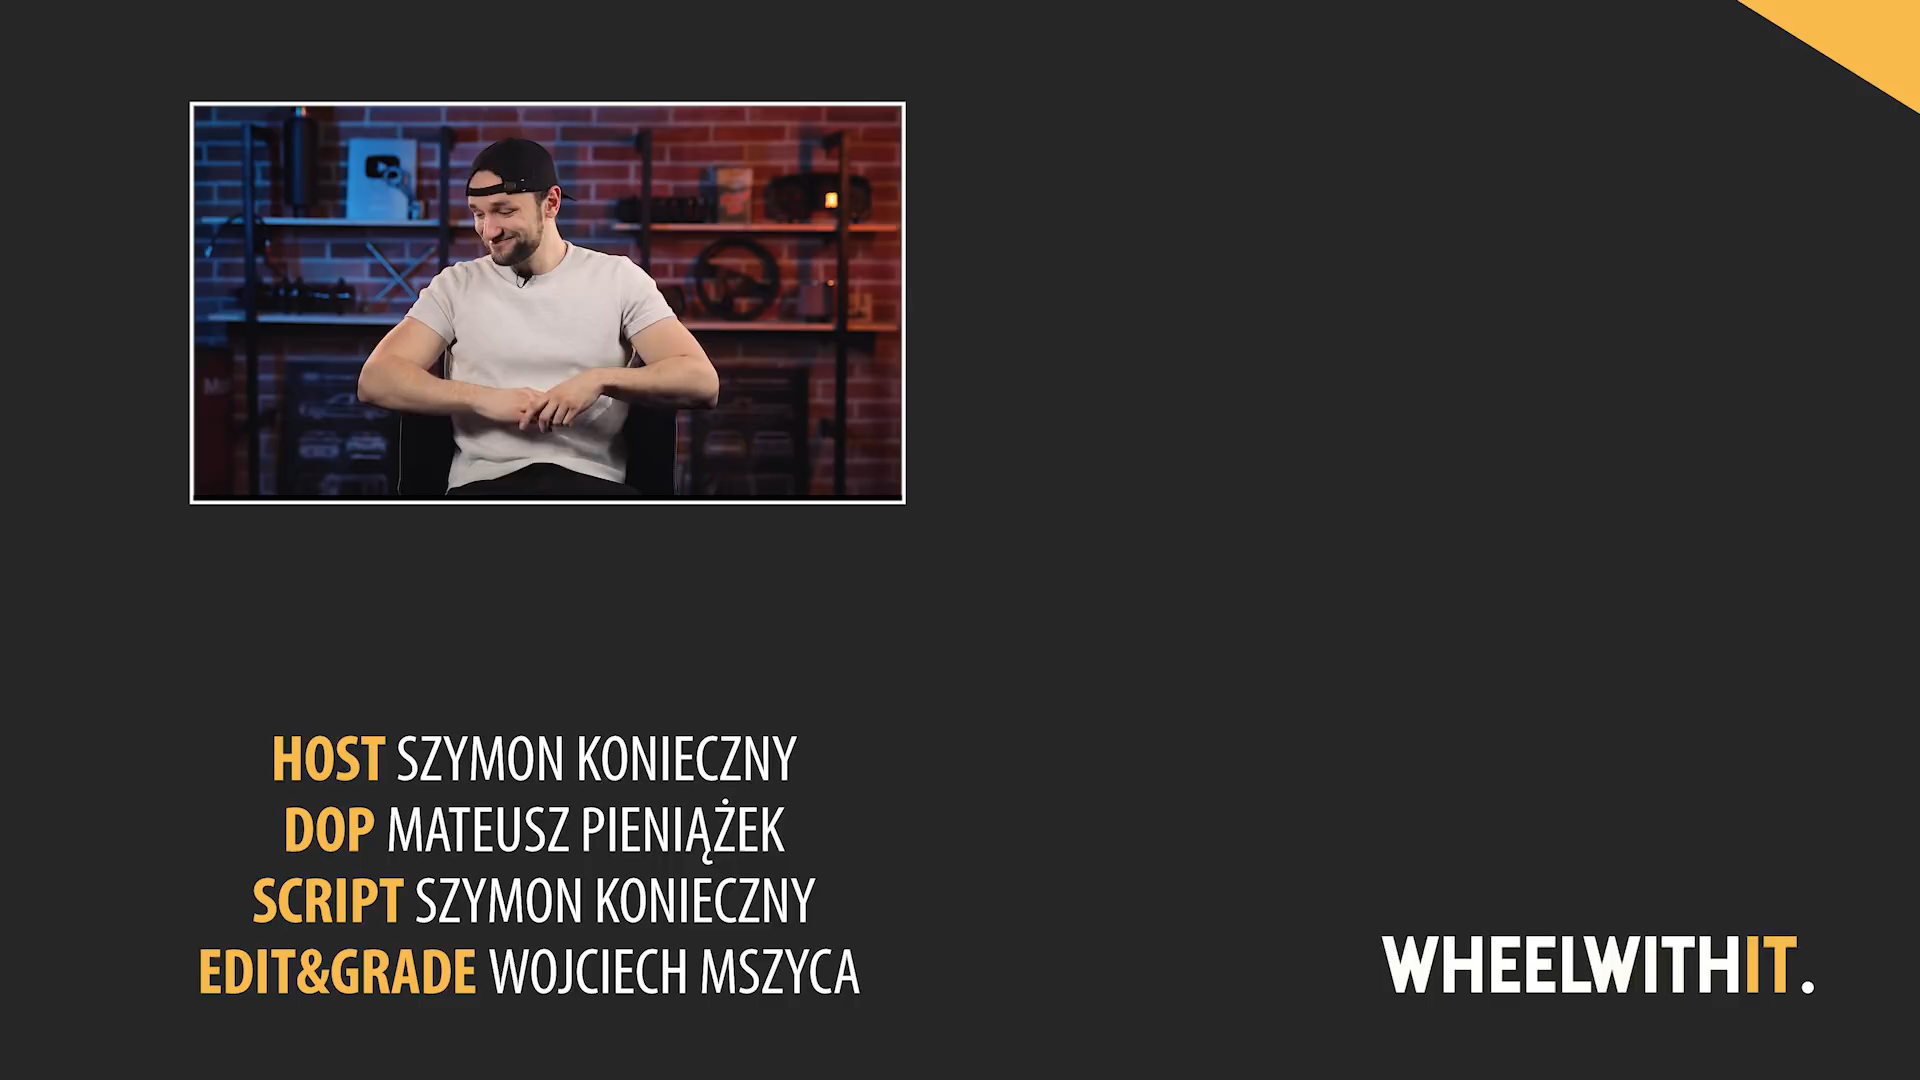 HOST SZYMON KONIECZNY
DOP MATEUSZ PIENIĄŻEK
SCRIPT SZYMON KONIECZNY
EDIT&GRADE WOJCIECH MSZYCA
WHEELWITHIT.